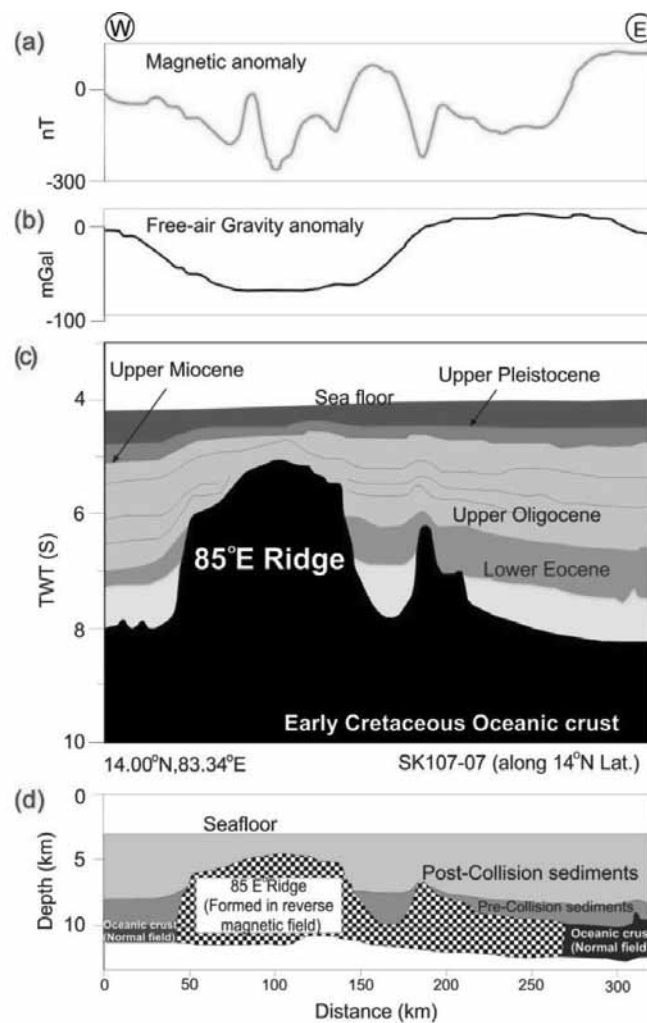 W
E
(a)
Magnetic anomaly
0
nT
-300
(b)
Free-air Gravity anomaly
0
mGal
-100
(c)
Upper Miocene
Upper Pleistocene
Sea floor
4
6
TWT (S)
8
10
Upper Oligocene
85°E Ridge
Lower Eocene
Early Cretaceous Oceanic crust
14.00°N,83.34°E
SK107-07 (along 14°N Lat.)
(d)
0
Seafloor
Depth (km)
5
Post-Collision sediments
85 E°Ridge
(Formed in reverse
magnetic field)
Pre-Collision sediments
10
Oceanic crust
(Normal field)
Oceanic crust
(Normal field)
0 50 100 150 200 250 300
Distance (km)